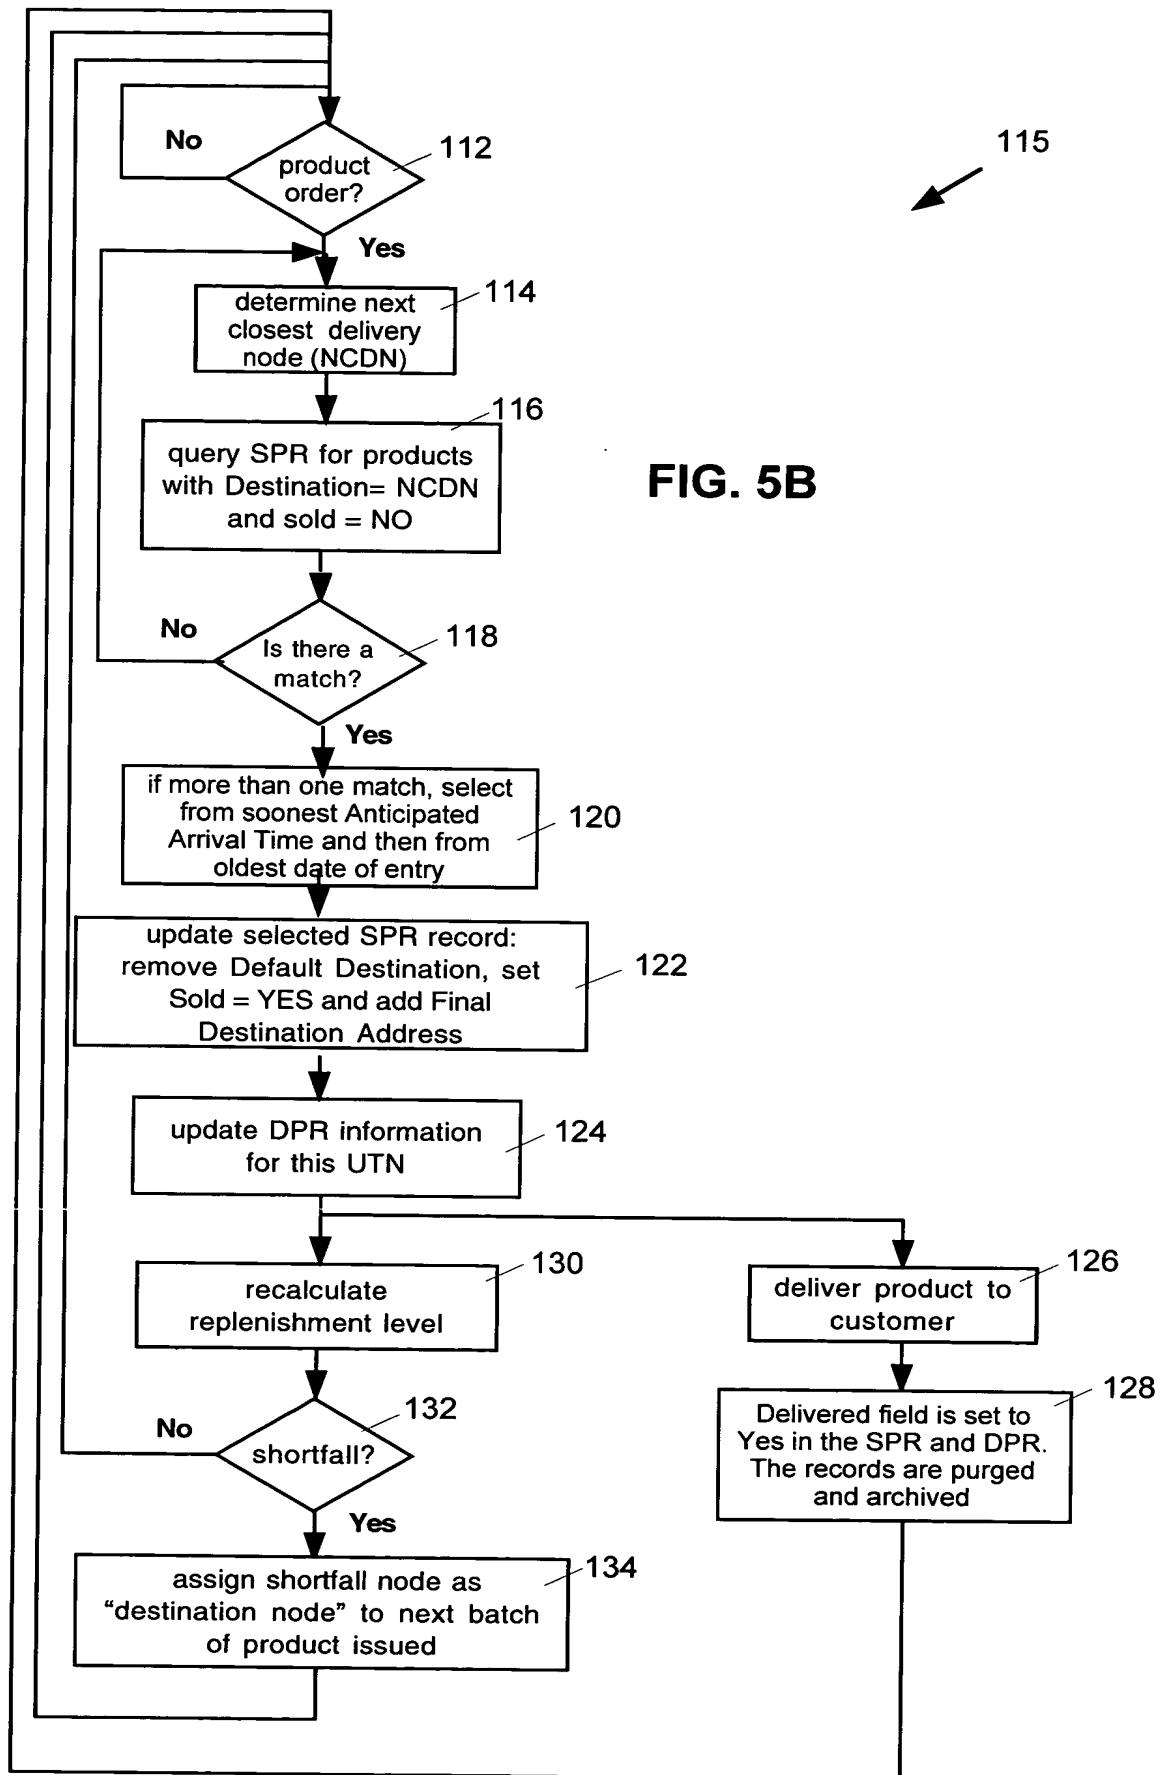 No
product
order?
112
115
Yes
determine next
closest delivery
node (NCDN)
114
query SPR for products
with Destination= NCDN
and sold = NO
116
FIG. 5B
No
Is there a
match?
118
Yes
if more than one match, select
from soonest Anticipated
Arrival Time and then from
oldest date of entry
120
update selected SPR record:
remove Default Destination, set
Sold = YES and add Final
Destination Address
122
update DPR information
for this UTN
124
recalculate
replenishment level
130
deliver product to
customer
126
No
shortfall?
132
Delivered field is set to
Yes in the SPR and DPR.
The records are purged
and archived
128
Yes
assign shortfall node as
“destination node” to next batch
of product issued
134